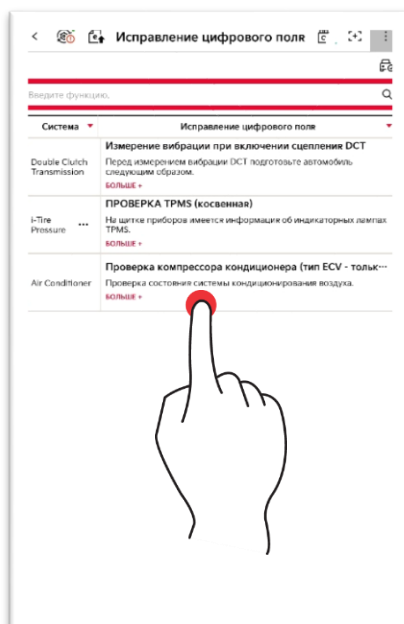 Исправление цифрового поля
Введите функцию.
Система
Исправление цифрового поля
Double Clutch
Transmission
Измерение вибрации при включении сцепления DCT
Перед измерением вибрации DCT подготовьте автомобиль
следующим образом.
БОЛЬШЕ +
i-Tire
Pressure ...
ПРОВЕРКА TPMS (косвенная)
На щитке приборов имеется информация об индикаторных лампах
TPMS.
БОЛЬШЕ +
Air Conditioner
Проверка компрессора кондиционера (тип ECV - тольк...
Проверка состояния системы кондиционирования воздуха.
БОЛЬШЕ +